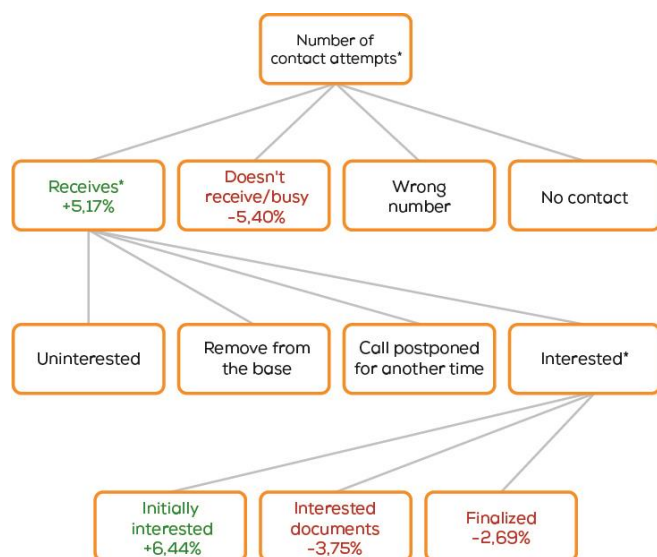 Number of
contact attempts*
Receives*
+5,17%
Doesn't
receive/busy
-5,40%
Wrong
number
No contact
Uninterested
Remove from
the base
Call postponed
for another time
Interested*
Initially
interested
+6,44%
Interested
documents
-3,75%
Finalized
-2,69%